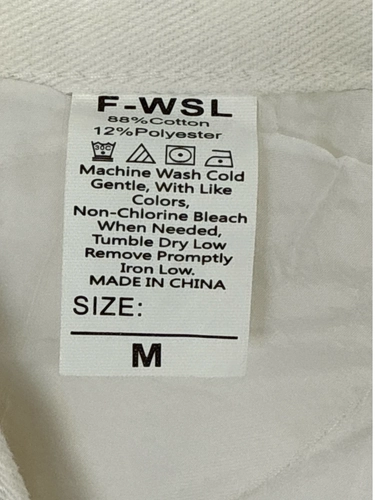 F-WSL
88%Cotton
12%Polyester
Machine Wash Cold
Gentle, With Like
Colors,
Non-Chlorine Bleach
When Needed,
Tumble Dry Low
Remove Promptly
Iron Low.
MADE IN CHINA
SIZE:
M